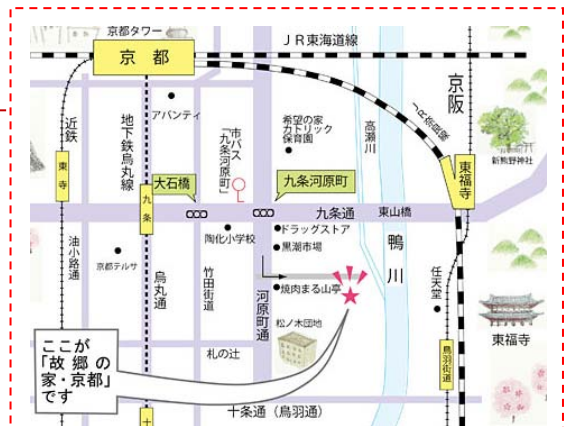 京都タワー
京都
JR東海道線
近鉄
地下鉄烏丸線
アバンティ
市バス
「九条河原町」
希望の家
カトリック
保育園
高瀬川
JR奈良線
京阪
新熊野神社
東寺
九条
大石橋
九条河原町
東福寺
九条通
東山橋
陶化小学校
ドラッグストア
黒潮市場
鴨川
油小路通
京都テルサ
烏丸通
竹田街道
河原町通
焼肉まる山亭
任天堂
東福寺
松ノ木団地
鳥羽街道
札の辻
ここが
「故郷の
家・京都」
です
十条通(鳥羽通)
十